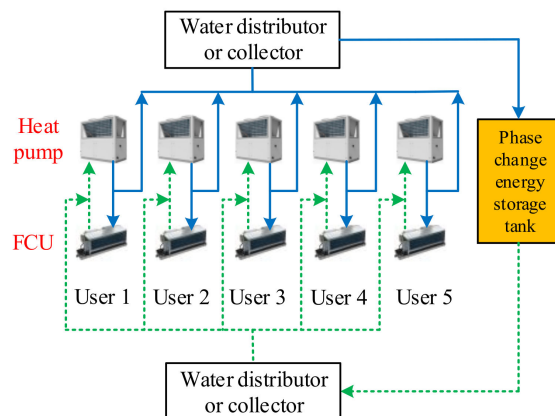 Water distributor
or collector
Heat
pump
Phase
change
energy
storage
tank
FCU
User 1
User 2
User 3
User 4
User 5
Water distributor
or collector